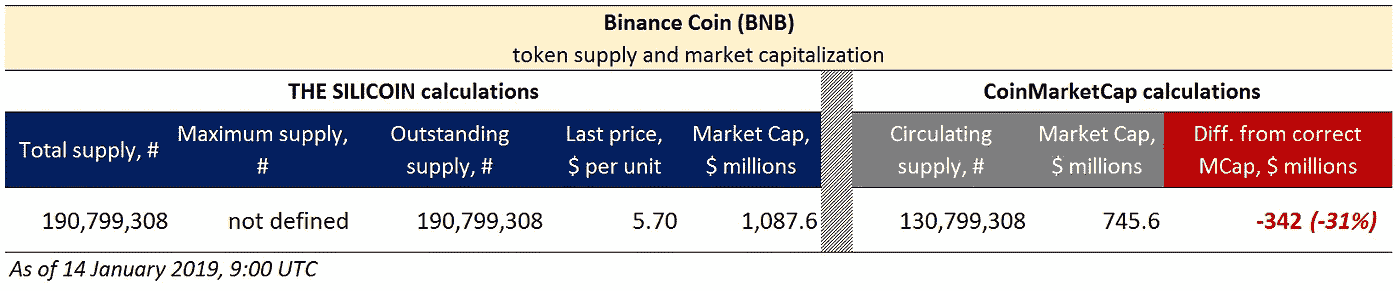 Binance Coin (BNB)
token supply and market capitalization
THE SILICOIN calculations
CoinMarketCap calculations
Total supply, #
Maximum supply,
#
Outstanding
supply, #
Last price,
$ per unit
Market Cap,
$ millions
Circulating
supply, #
Market Cap,
$ millions
Diff. from correct
MCap, $ millions
190,799,308
not defined
190,799,308
5.70
1,087.6
130,799,308
745.6
-342 (-31%)
As of 14 January 2019, 9:00 UTC